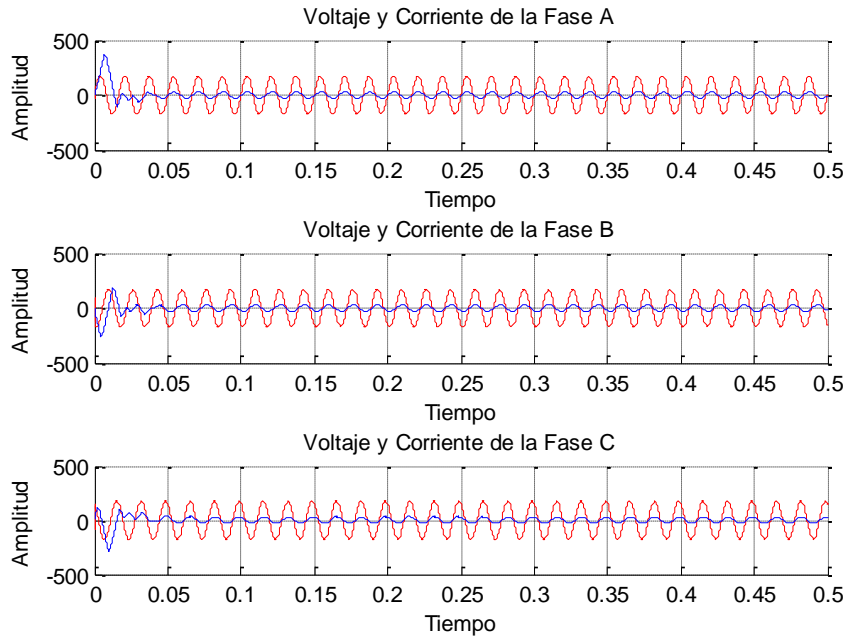 Voltaje y Corriente de la Fase A
500
0
-500
Amplitud
0 0.05 0.1 0.15 0.2 0.25 0.3 0.35 0.4 0.45 0.5
Tiempo
Voltaje y Corriente de la Fase B
500
0
-500
Amplitud
0 0.05 0.1 0.15 0.2 0.25 0.3 0.35 0.4 0.45 0.5
Tiempo
Voltaje y Corriente de la Fase C
500
0
-500
Amplitud
0 0.05 0.1 0.15 0.2 0.25 0.3 0.35 0.4 0.45 0.5
Tiempo